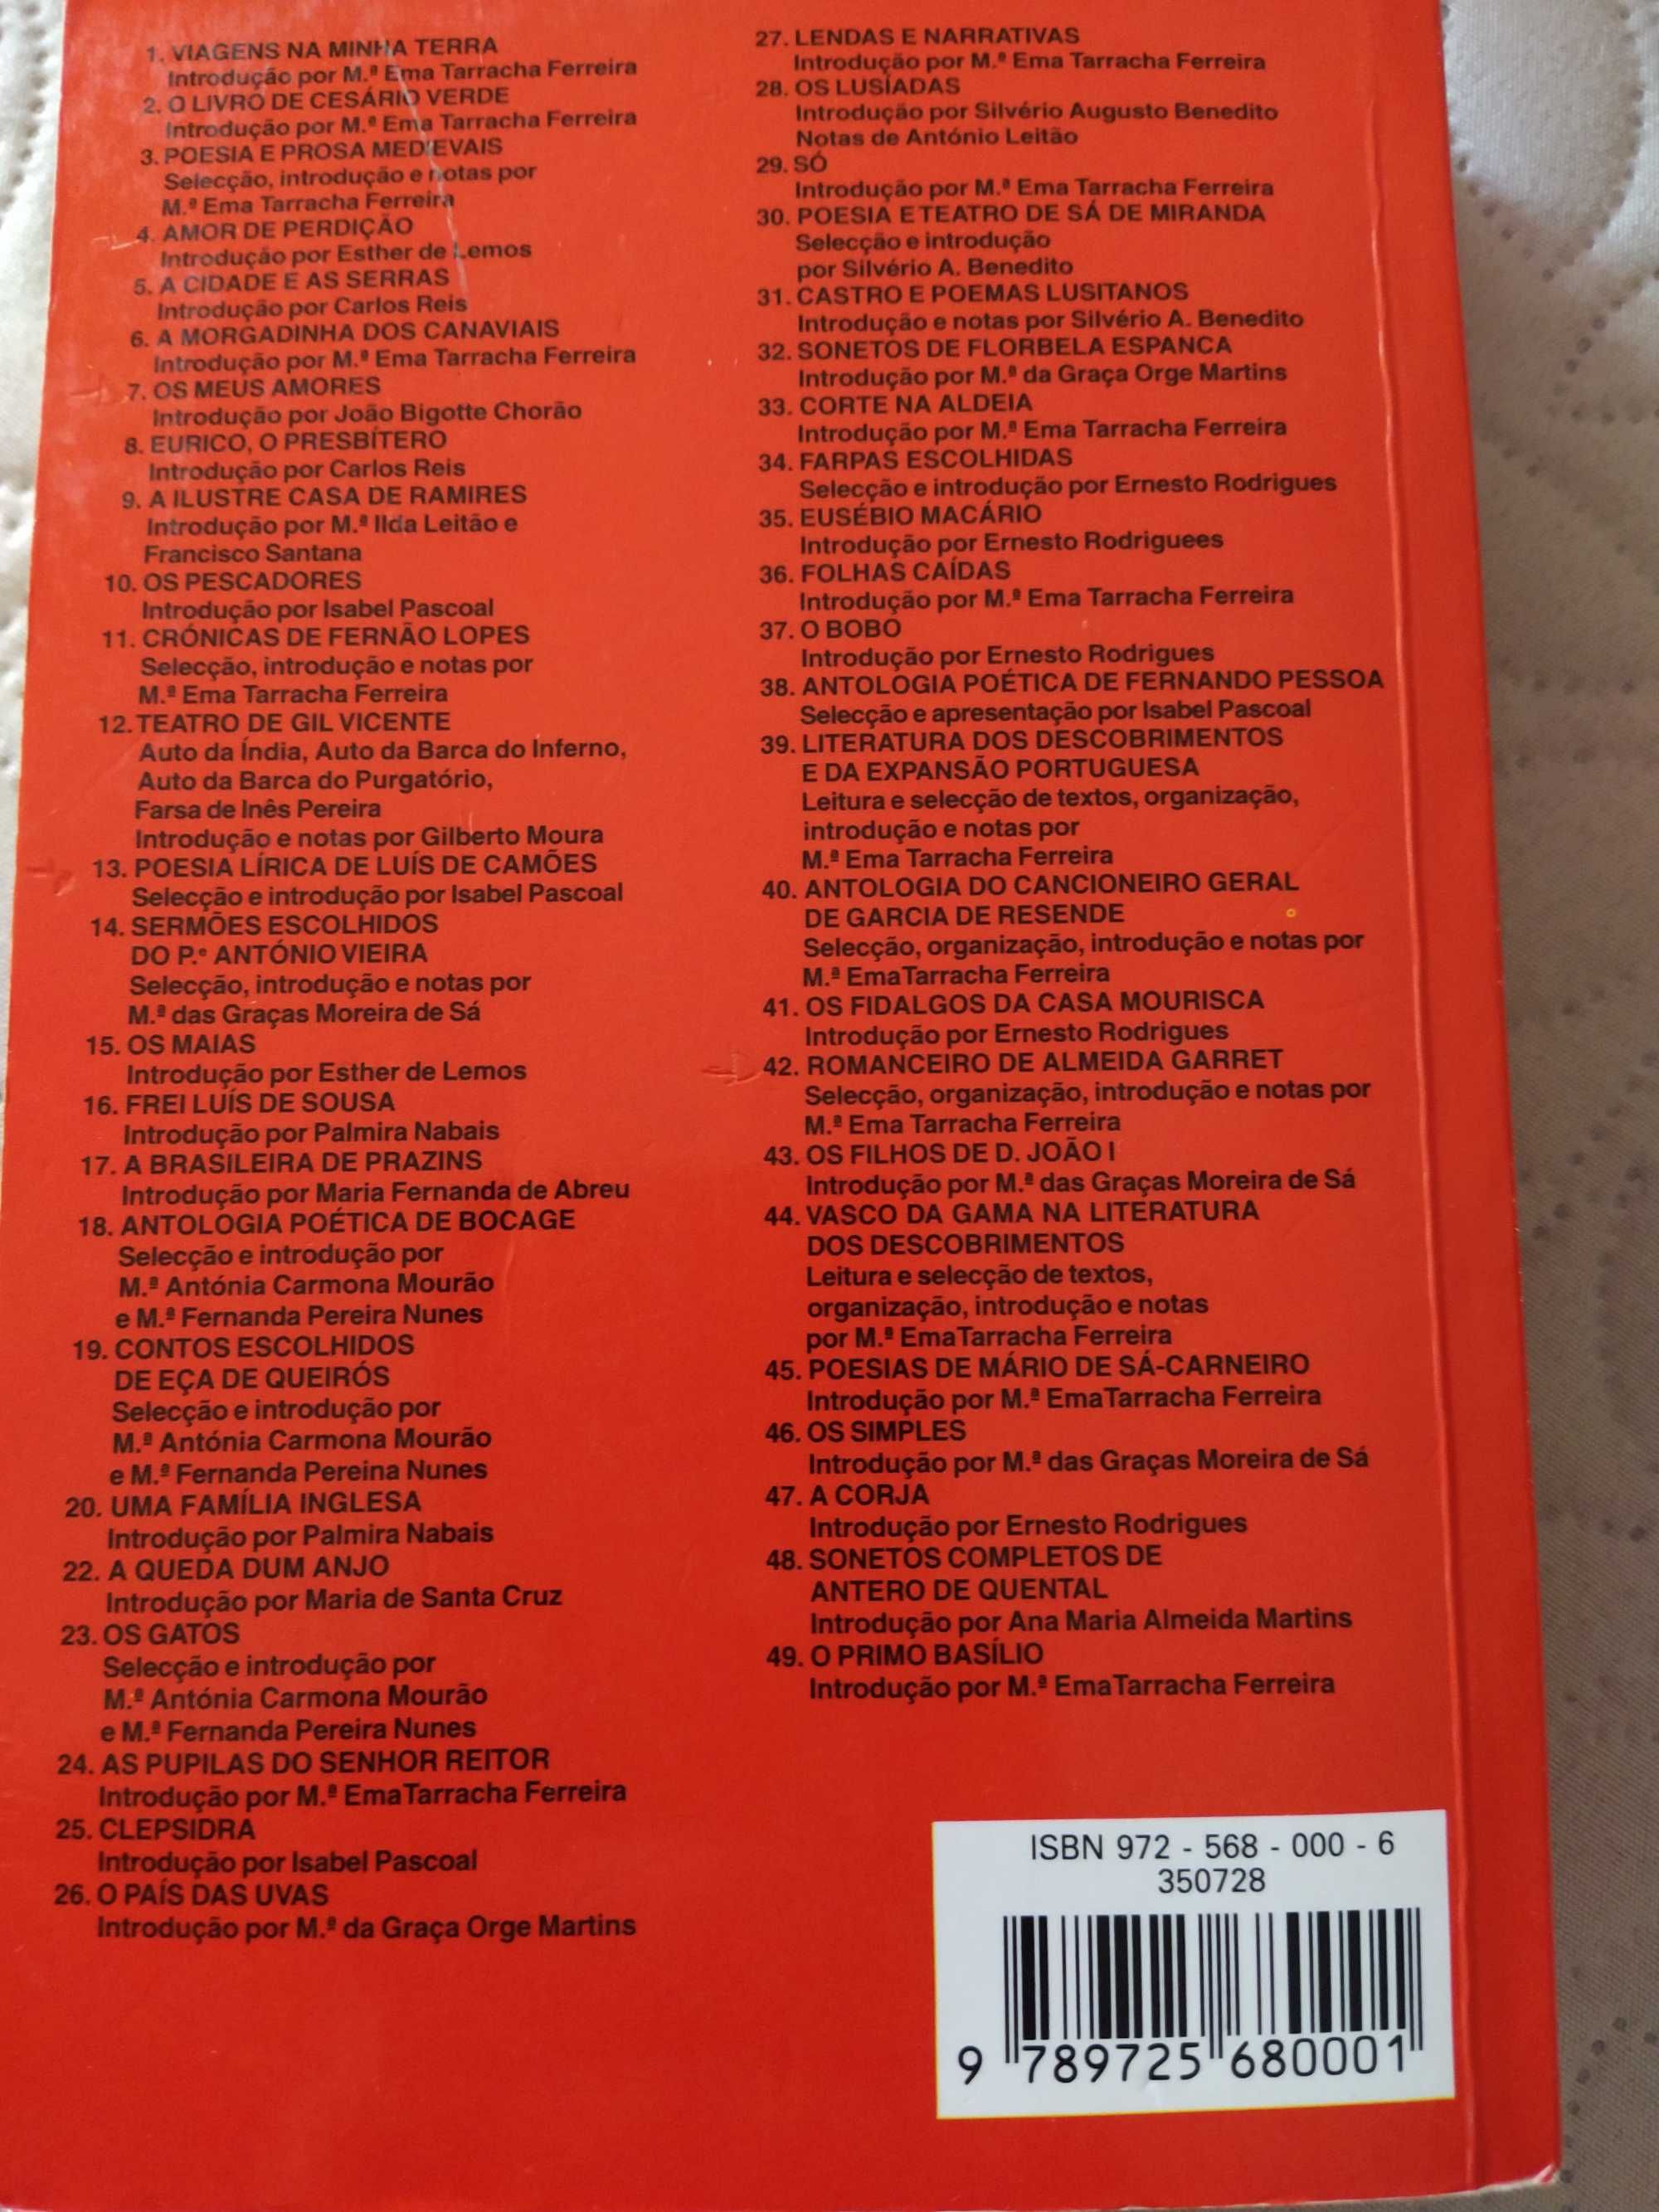 1. VIAGENS NA MINHA TERRA
Introdução por M.ª Ema Tarracha Ferreira
2. O LIVRO DE CESÁRIO VERDE
Introdução por M.ª Ema Tarracha Ferreira
3. POESIA E PROSA MEDIEVAIS
Selecção, introdução e notas por
M.ª Ema Tarracha Ferreira
4. AMOR DE PERDIÇÃO
Introdução por Esther de Lemos
5. A CIDADE E AS SERRAS
Introdução por Carlos Reis
6. A MORGADINHA DOS CANAVIAIS
Introdução por M.ª Ema Tarracha Ferreira
7. OS MEUS AMORES
Introdução por João Bigotte Chorão
8. EURICO, O PRESBÍTERO
Introdução por Carlos Reis
9. A ILUSTRE CASA DE RAMIRES
Introdução por M.ª Ilda Leitão e
Francisco Santana
10. OS PESCADORES
Introdução por Isabel Pascoal
11. CRÓNICAS DE FERNÃO LOPES
Selecção, introdução e notas por
M.ª Ema Tarracha Ferreira
12. TEATRO DE GIL VICENTE
Auto da Índia, Auto da Barca do Inferno,
Auto da Barca do Purgatório,
Farsa de Inês Pereira
Introdução e notas por Gilberto Moura
13. POESIA LÍRICA DE LUÍS DE CAMÕES
Selecção e introdução por Isabel Pascoal
14. SERMÕES ESCOLHIDOS
DO P.e ANTÓNIO VIEIRA
Selecção, introdução e notas por
M.ª das Graças Moreira de Sá
15. OS MAIAS
Introdução por Esther de Lemos
16. FREI LUÍS DE SOUSA
Introdução por Palmira Nabais
17. A BRASILEIRA DE PRAZINS
Introdução por Maria Fernanda de Abreu
18. ANTOLOGIA POÉTICA DE BOCAGE
Selecção e introdução por
M.ª Antónia Carmona Mourão
e M.ª Fernanda Pereira Nunes
19. CONTOS ESCOLHIDOS
DE EÇA DE QUEIRÓS
Selecção e introdução por
M.ª Antónia Carmona Mourão
e M.ª Fernanda Pereina Nunes
20. UMA FAMÍLIA INGLESA
Introdução por Palmira Nabais
22. A QUEDA DUM ANJO
Introdução por Maria de Santa Cruz
23. OS GATOS
Selecção e introdução por
M.ª Antónia Carmona Mourão
e M.ª Fernanda Pereira Nunes
24. AS PUPILAS DO SENHOR REITOR
Introdução por M.ª Ema Tarracha Ferreira
25. CLEPSIDRA
Introdução por Isabel Pascoal
26. O PAÍS DAS UVAS
Introdução por M.ª da Graça Orge Martins
27. LENDAS E NARRATIVAS
Introdução por M.ª Ema Tarracha Ferreira
28. OS LUSÍADAS
Introdução por Silvério Augusto Benedito
Notas de António Leitão
29. SÓ
Introdução por M.ª Ema Tarracha Ferreira
30. POESIA E TEATRO DE SÁ DE MIRANDA
Selecção e introdução
por Silvério A. Benedito
31. CASTRO E POEMAS LUSITANOS
Introdução e notas por Silvério A. Benedito
32. SONETOS DE FLORBELA ESPANCA
Introdução por M.ª da Graça Orge Martins
33. CORTE NA ALDEIA
Introdução por M.ª Ema Tarracha Ferreira
34. FARPAS ESCOLHIDAS
Selecção e introdução por Ernesto Rodrigues
35. EUSÉBIO MACÁRIO
Introdução por Ernesto Rodriguees
36. FOLHAS CAÍDAS
Introdução por M.ª Ema Tarracha Ferreira
37. O BOBO
Introdução por Ernesto Rodrigues
38. ANTOLOGIA POÉTICA DE FERNANDO PESSOA
Selecção e apresentação por Isabel Pascoal
39. LITERATURA DOS DESCOBRIMENTOS
E DA EXPANSÃO PORTUGUESA
Leitura e selecção de textos, organização,
introdução e notas por
M.ª Ema Tarracha Ferreira
40. ANTOLOGIA DO CANCIONEIRO GERAL
DE GARCIA DE RESENDE
Selecção, organização, introdução e notas por
M.ª Ema Tarracha Ferreira
41. OS FIDALGOS DA CASA MOURISCA
Introdução por Ernesto Rodrigues
42. ROMANCEIRO DE ALMEIDA GARRET
Selecção, organização, introdução e notas por
M.ª Ema Tarracha Ferreira
43. OS FILHOS DE D. JOÃO I
Introdução por M.ª das Graças Moreira de Sá
44. VASCO DA GAMA NA LITERATURA
DOS DESCOBRIMENTOS
Leitura e selecção de textos,
organização, introdução e notas
por M.ª Ema Tarracha Ferreira
45. POESIAS DE MÁRIO DE SÁ-CARNEIRO
Introdução por M.ª Ema Tarracha Ferreira
46. OS SIMPLES
Introdução por M.ª das Graças Moreira de Sá
47. A CORJA
Introdução por Ernesto Rodrigues
48. SONETOS COMPLETOS DE
ANTERO DE QUENTAL
Introdução por Ana Maria Almeida Martins
49. O PRIMO BASÍLIO
Introdução por M.ª Ema Tarracha Ferreira
ISBN 972 - 568 - 000 - 6
350728
9 789725 680001